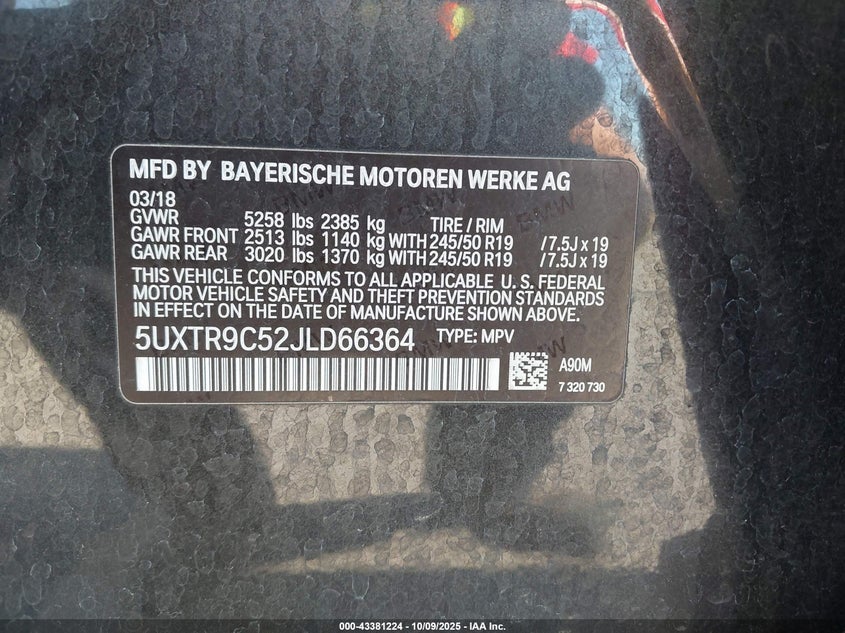 MFD BY BAYERISCHE MOTOREN WERKE AG
03/18
GVWR 5258 lbs 2385 kg TIRE / RIM
GAWR FRONT 2513 lbs 1140 kg WITH 245/50 R19 / 7.5J x 19
GAWR REAR 3020 lbs 1370 kg WITH 245/50 R19 / 7.5J x 19
THIS VEHICLE CONFORMS TO ALL APPLICABLE U. S. FEDERAL
MOTOR VEHICLE SAFETY AND THEFT PREVENTION STANDARDS
IN EFFECT ON THE DATE OF MANUFACTURE SHOWN ABOVE.
5UXTR9C52JLD66364 TYPE: MPV
A90M
7 320 730
000-43381224 - 10/09/2025 - IAA Inc.